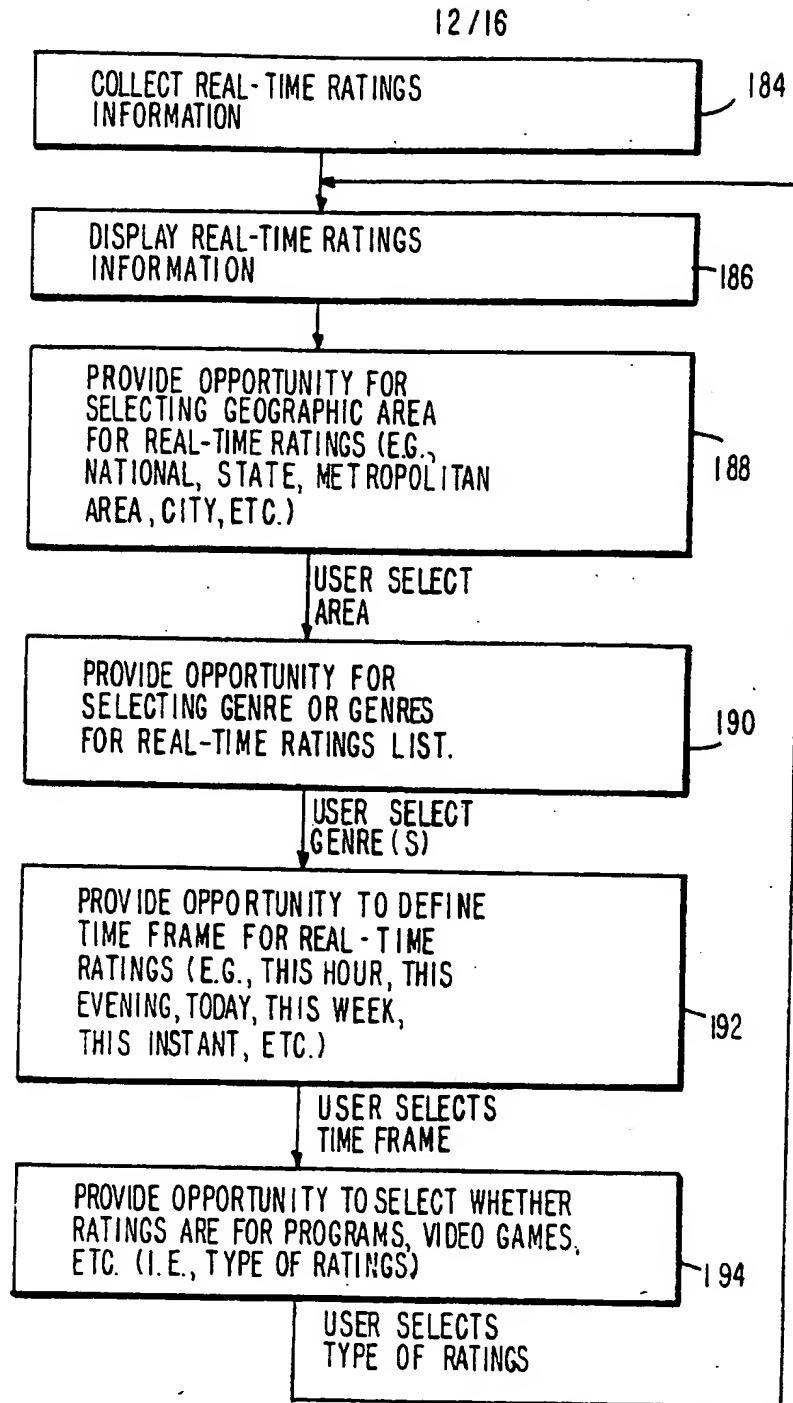 12/16
COLLECT REAL-TIME RATINGS
INFORMATION
184
DISPLAY REAL-TIME RATINGS
INFORMATION
186
PROVIDE OPPORTUNITY FOR
SELECTING GEOGRAPHIC AREA
FOR REAL-TIME RATINGS (E.G.,
NATIONAL, STATE, METROPOLITAN
AREA, CITY, ETC.)
188
USER SELECT
AREA
PROVIDE OPPORTUNITY FOR
SELECTING GENRE OR GENRES
FOR REAL-TIME RATINGS LIST.
190
USER SELECT
GENRE(S)
PROVIDE OPPORTUNITY TO DEFINE
TIME FRAME FOR REAL-TIME
RATINGS (E.G., THIS HOUR, THIS
EVENING, TODAY, THIS WEEK,
THIS INSTANT, ETC.)
192
USER SELECTS
TIME FRAME
PROVIDE OPPORTUNITY TO SELECT WHETHER
RATINGS ARE FOR PROGRAMS, VIDEO GAMES,
ETC. (I.E., TYPE OF RATINGS)
194
USER SELECTS
TYPE OF RATINGS